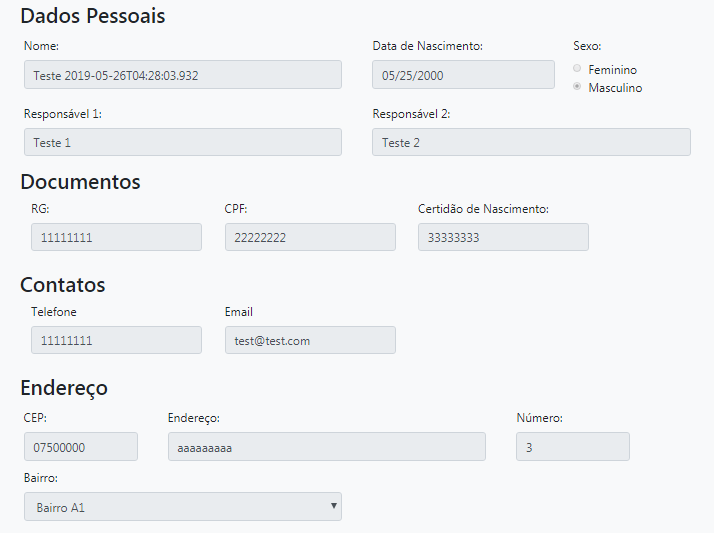 Dados Pessoais
Nome: Data de Nascimento: Sexo:
Teste 2019-05-26T04:28:03.932 05/25/2000 Feminino
Masculino
Responsável 1: Responsável 2:
Teste 1 Teste 2
Documentos
RG: CPF: Certidão de Nascimento:
11111111 22222222 33333333
Contatos
Telefone Email
11111111 test@test.com
Endereço
CEP: Endereço: Número:
07500000 aaaaaaaaa 3
Bairro:
Bairro A1